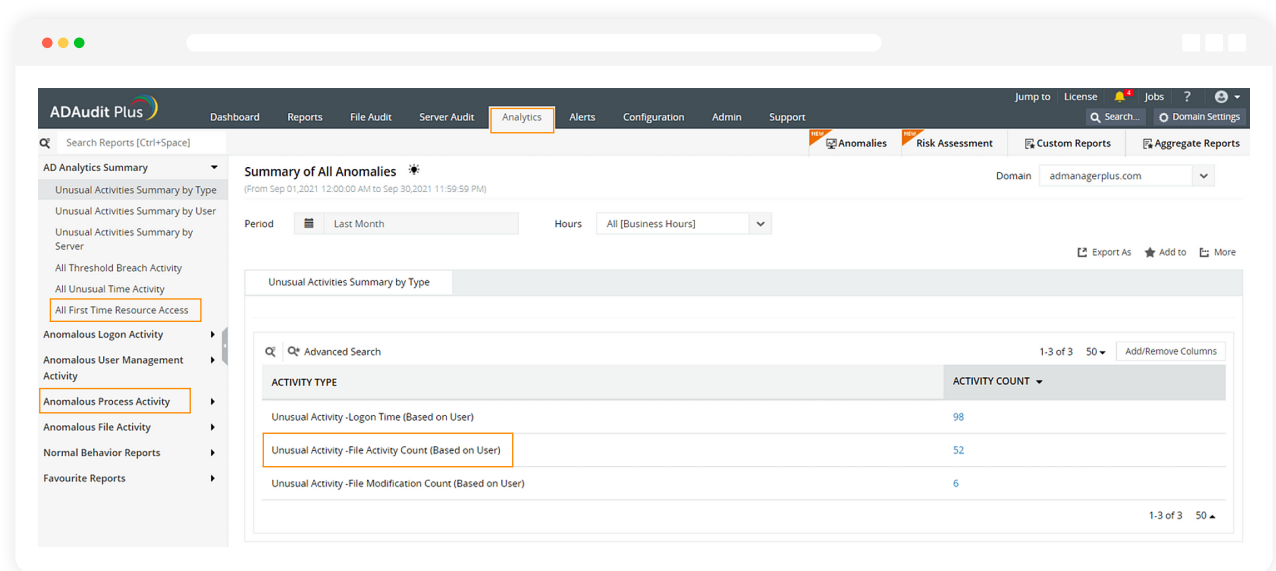 Jump to License 4 Jobs ?
ADAudit Plus
Dashboard Reports File Audit Server Audit Analytics Alerts Configuration Admin Support
Search... Domain Settings
Search Reports [Ctrl+Space]
NEW Anomalies NEW Risk Assessment Custom Reports Aggregate Reports
AD Analytics Summary
Unusual Activities Summary by Type
Unusual Activities Summary by User
Unusual Activities Summary by
Server
All Threshold Breach Activity
All Unusual Time Activity
All First Time Resource Access
Anomalous Logon Activity
Anomalous User Management
Activity
Anomalous Process Activity
Anomalous File Activity
Normal Behavior Reports
Favourite Reports
Summary of All Anomalies
(From Sep 01,2021 12:00:00 AM to Sep 30,2021 11:59:59 PM)
Domain admanagerplus.com
Period Last Month Hours All [Business Hours]
Export As Add to More
Unusual Activities Summary by Type
Advanced Search 1-3 of 3 50 Add/Remove Columns
ACTIVITY TYPE ACTIVITY COUNT
Unusual Activity -Logon Time (Based on User) 98
Unusual Activity -File Activity Count (Based on User) 52
Unusual Activity -File Modification Count (Based on User) 6
1-3 of 3 50